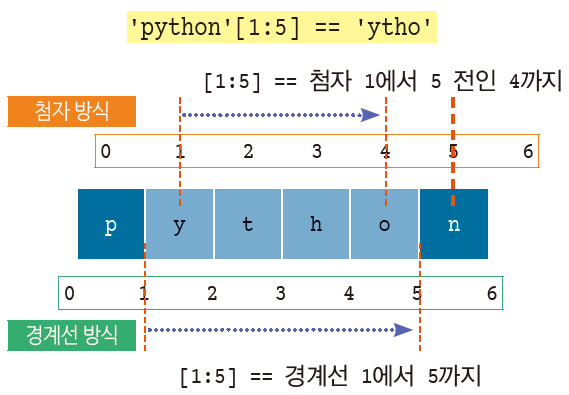 'python'[1:5] == 'ytho'
[1:5] == 첨자 1에서 5 전인 4까지
첨자 방식
0 1 2 3 4 5 6
p y t h o n
0 1 2 3 4 5 6
경계선 방식
[1:5] == 경계선 1에서 5까지